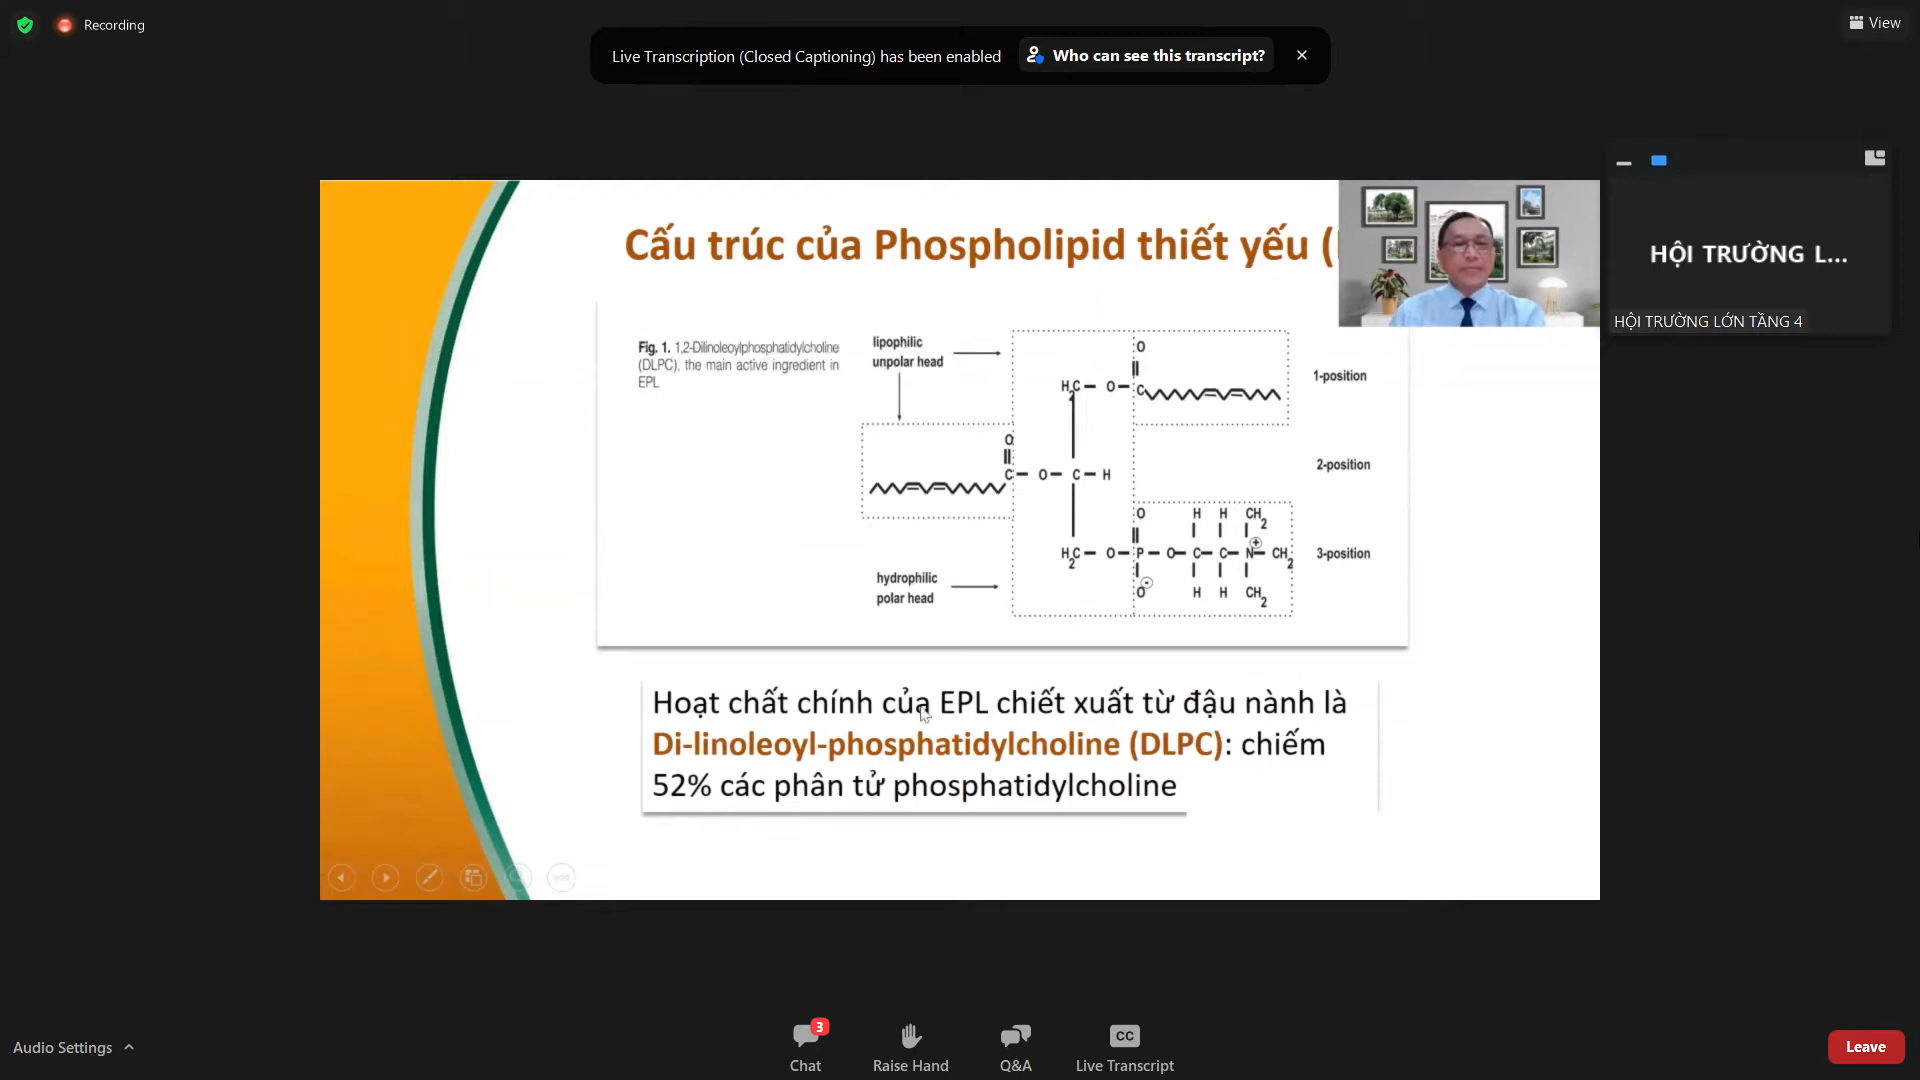 Recording
View
Live Transcription (Closed Captioning) has been enabled
Who can see this transcript?
HỘI TRƯỜNG L...
HỘI TRƯỜNG LỚN TẦNG 4
Cấu trúc của Phospholipid thiết yếu (
Fig. 1. 1,2-Dilinoleoylphosphatidylcholine
(DLPC), the main active ingredient in
EPL
lipophilic
unpolar head
hydrophilic
polar head
O
H2C — O — C
1-position
O
C — O — C — H
2-position
O H H CH2
H2C — O — P — O — C — C — N — CH2
⊕
⊖
O H H CH2
3-position
Hoạt chất chính của EPL chiết xuất từ đậu nành là
Di-linoleoyl-phosphatidylcholine (DLPC): chiếm
52% các phân tử phosphatidylcholine
Audio Settings
3
Chat
Raise Hand
Q&A
CC
Live Transcript
Leave